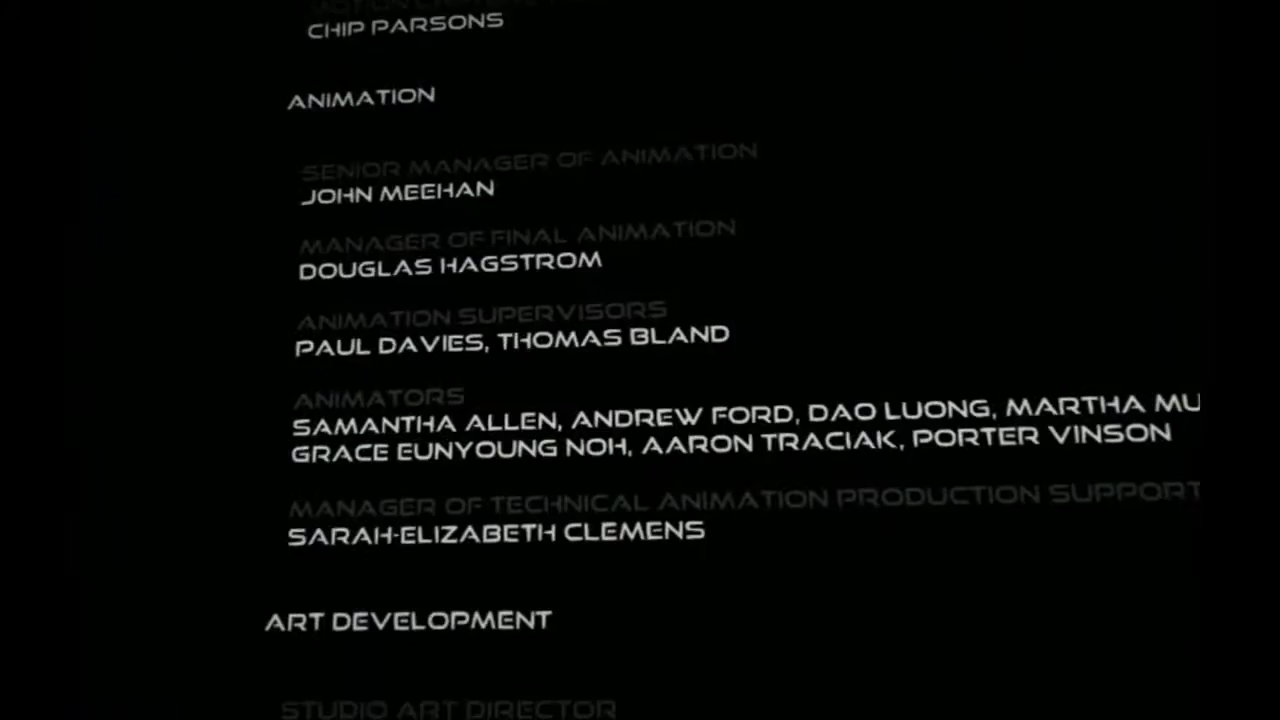 CHIP PARSONS
ANIMATION
SENIOR MANAGER OF ANIMATION
JOHN MEEHAN
MANAGER OF FINAL ANIMATION
DOUGLAS HAGSTROM
ANIMATION SUPERVISORS
PAUL DAVIES, THOMAS BLAND
ANIMATORS
SAMANTHA ALLEN, ANDREW FORD, DAO LUONG, MARTHA
GRACE EUNYOUNG NOH, AARON TRACIAK, PORTER VINSON
MANAGER OF TECHNICAL ANIMATION PRODUCTION SUPPORT
SARAH-ELIZABETH CLEMENS
ART DEVELOPMENT
STUDIO ART DIRECTOR